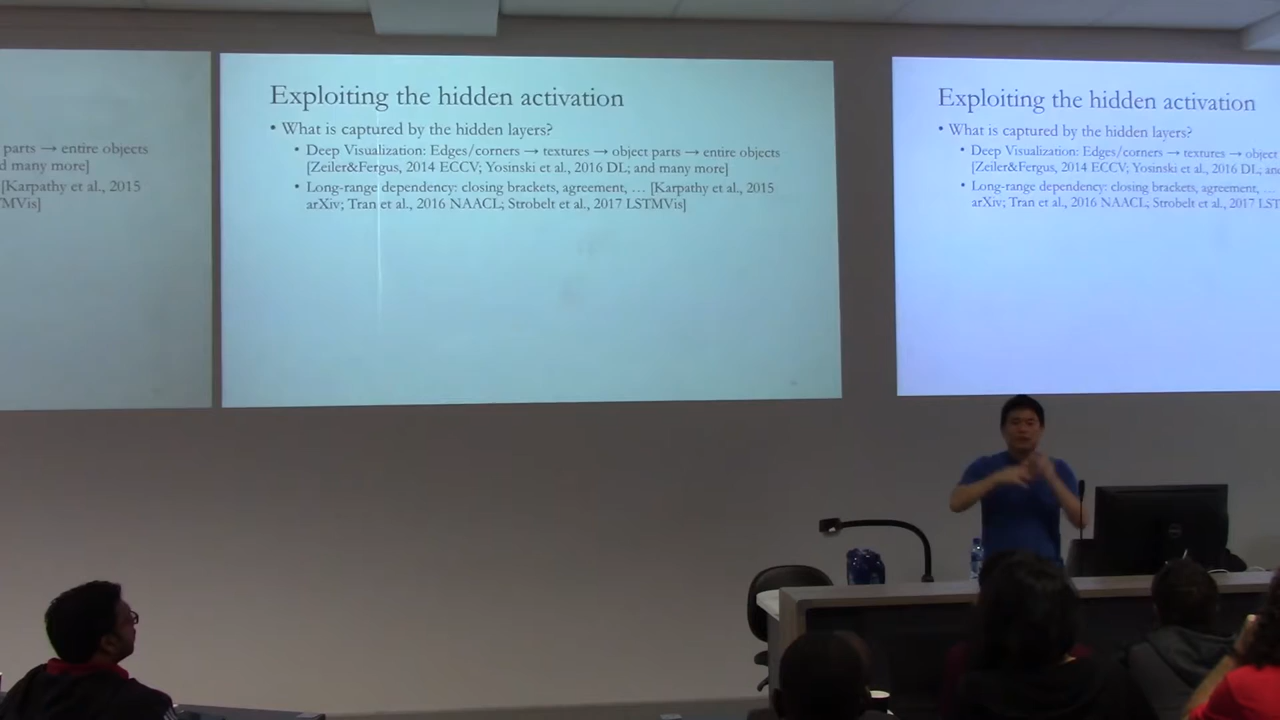 parts → entire objects
d many more]
[Karpathy et al., 2015
TMVis]
Exploiting the hidden activation
• What is captured by the hidden layers?
• Deep Visualization: Edges/corners → textures → object parts → entire objects
[Zeiler&Fergus, 2014 ECCV; Yosinski et al., 2016 DL; and many more]
• Long-range dependency: closing brackets, agreement, … [Karpathy et al., 2015
arXiv; Tran et al., 2016 NAACL; Strobelt et al., 2017 LSTMVis]
Exploiting the hidden activation
• What is captured by the hidden layers?
• Deep Visualization: Edges/corners → textures → object
[Zeiler&Fergus, 2014 ECCV; Yosinski et al., 2016 DL; and
• Long-range dependency: closing brackets, agreement, …
arXiv; Tran et al., 2016 NAACL; Strobelt et al., 2017 LST